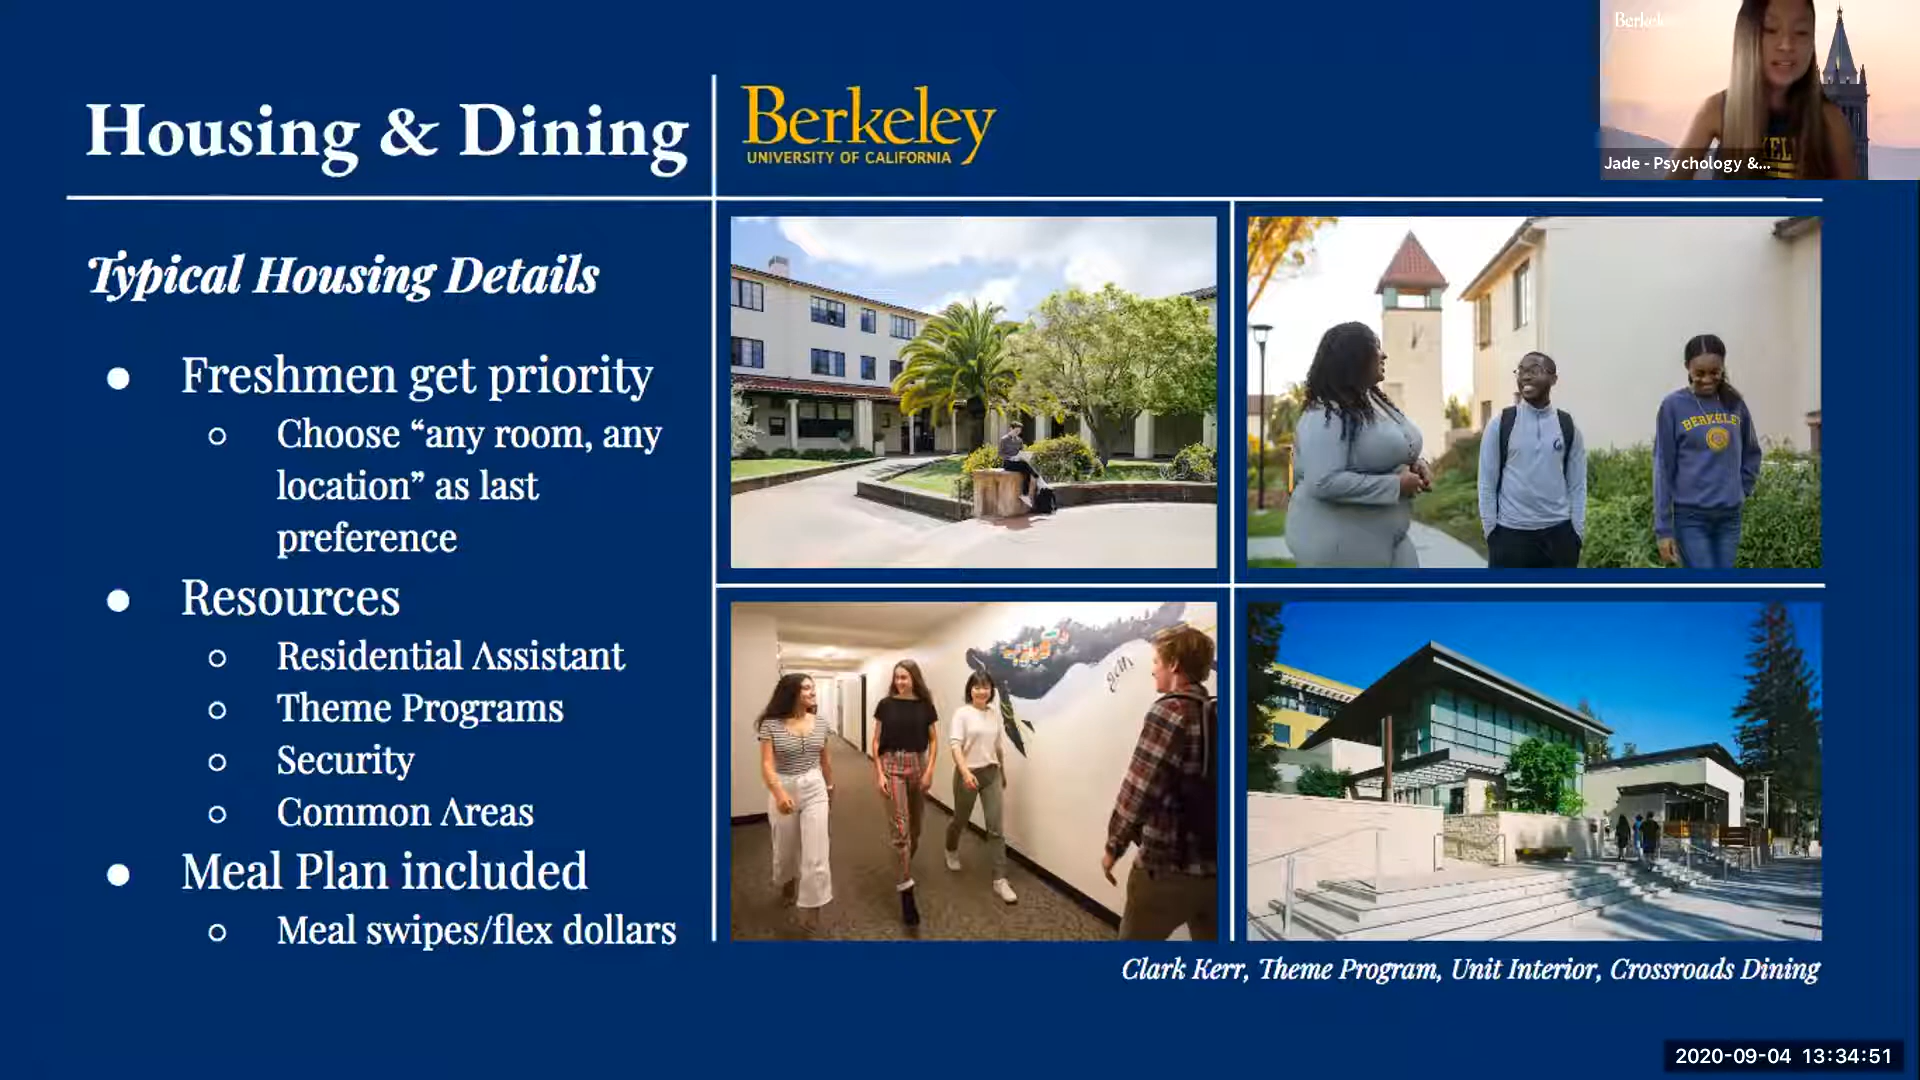 Housing & Dining
Berkeley
UNIVERSITY OF CALIFORNIA
Jade - Psychology &...
Typical Housing Details
● Freshmen get priority
○ Choose “any room, any
location” as last
preference
● Resources
○ Residential Assistant
○ Theme Programs
○ Security
○ Common Areas
● Meal Plan included
○ Meal swipes/flex dollars
BERKELEY
Clark Kerr, Theme Program, Unit Interior, Crossroads Dining
2020-09-04 13:34:51